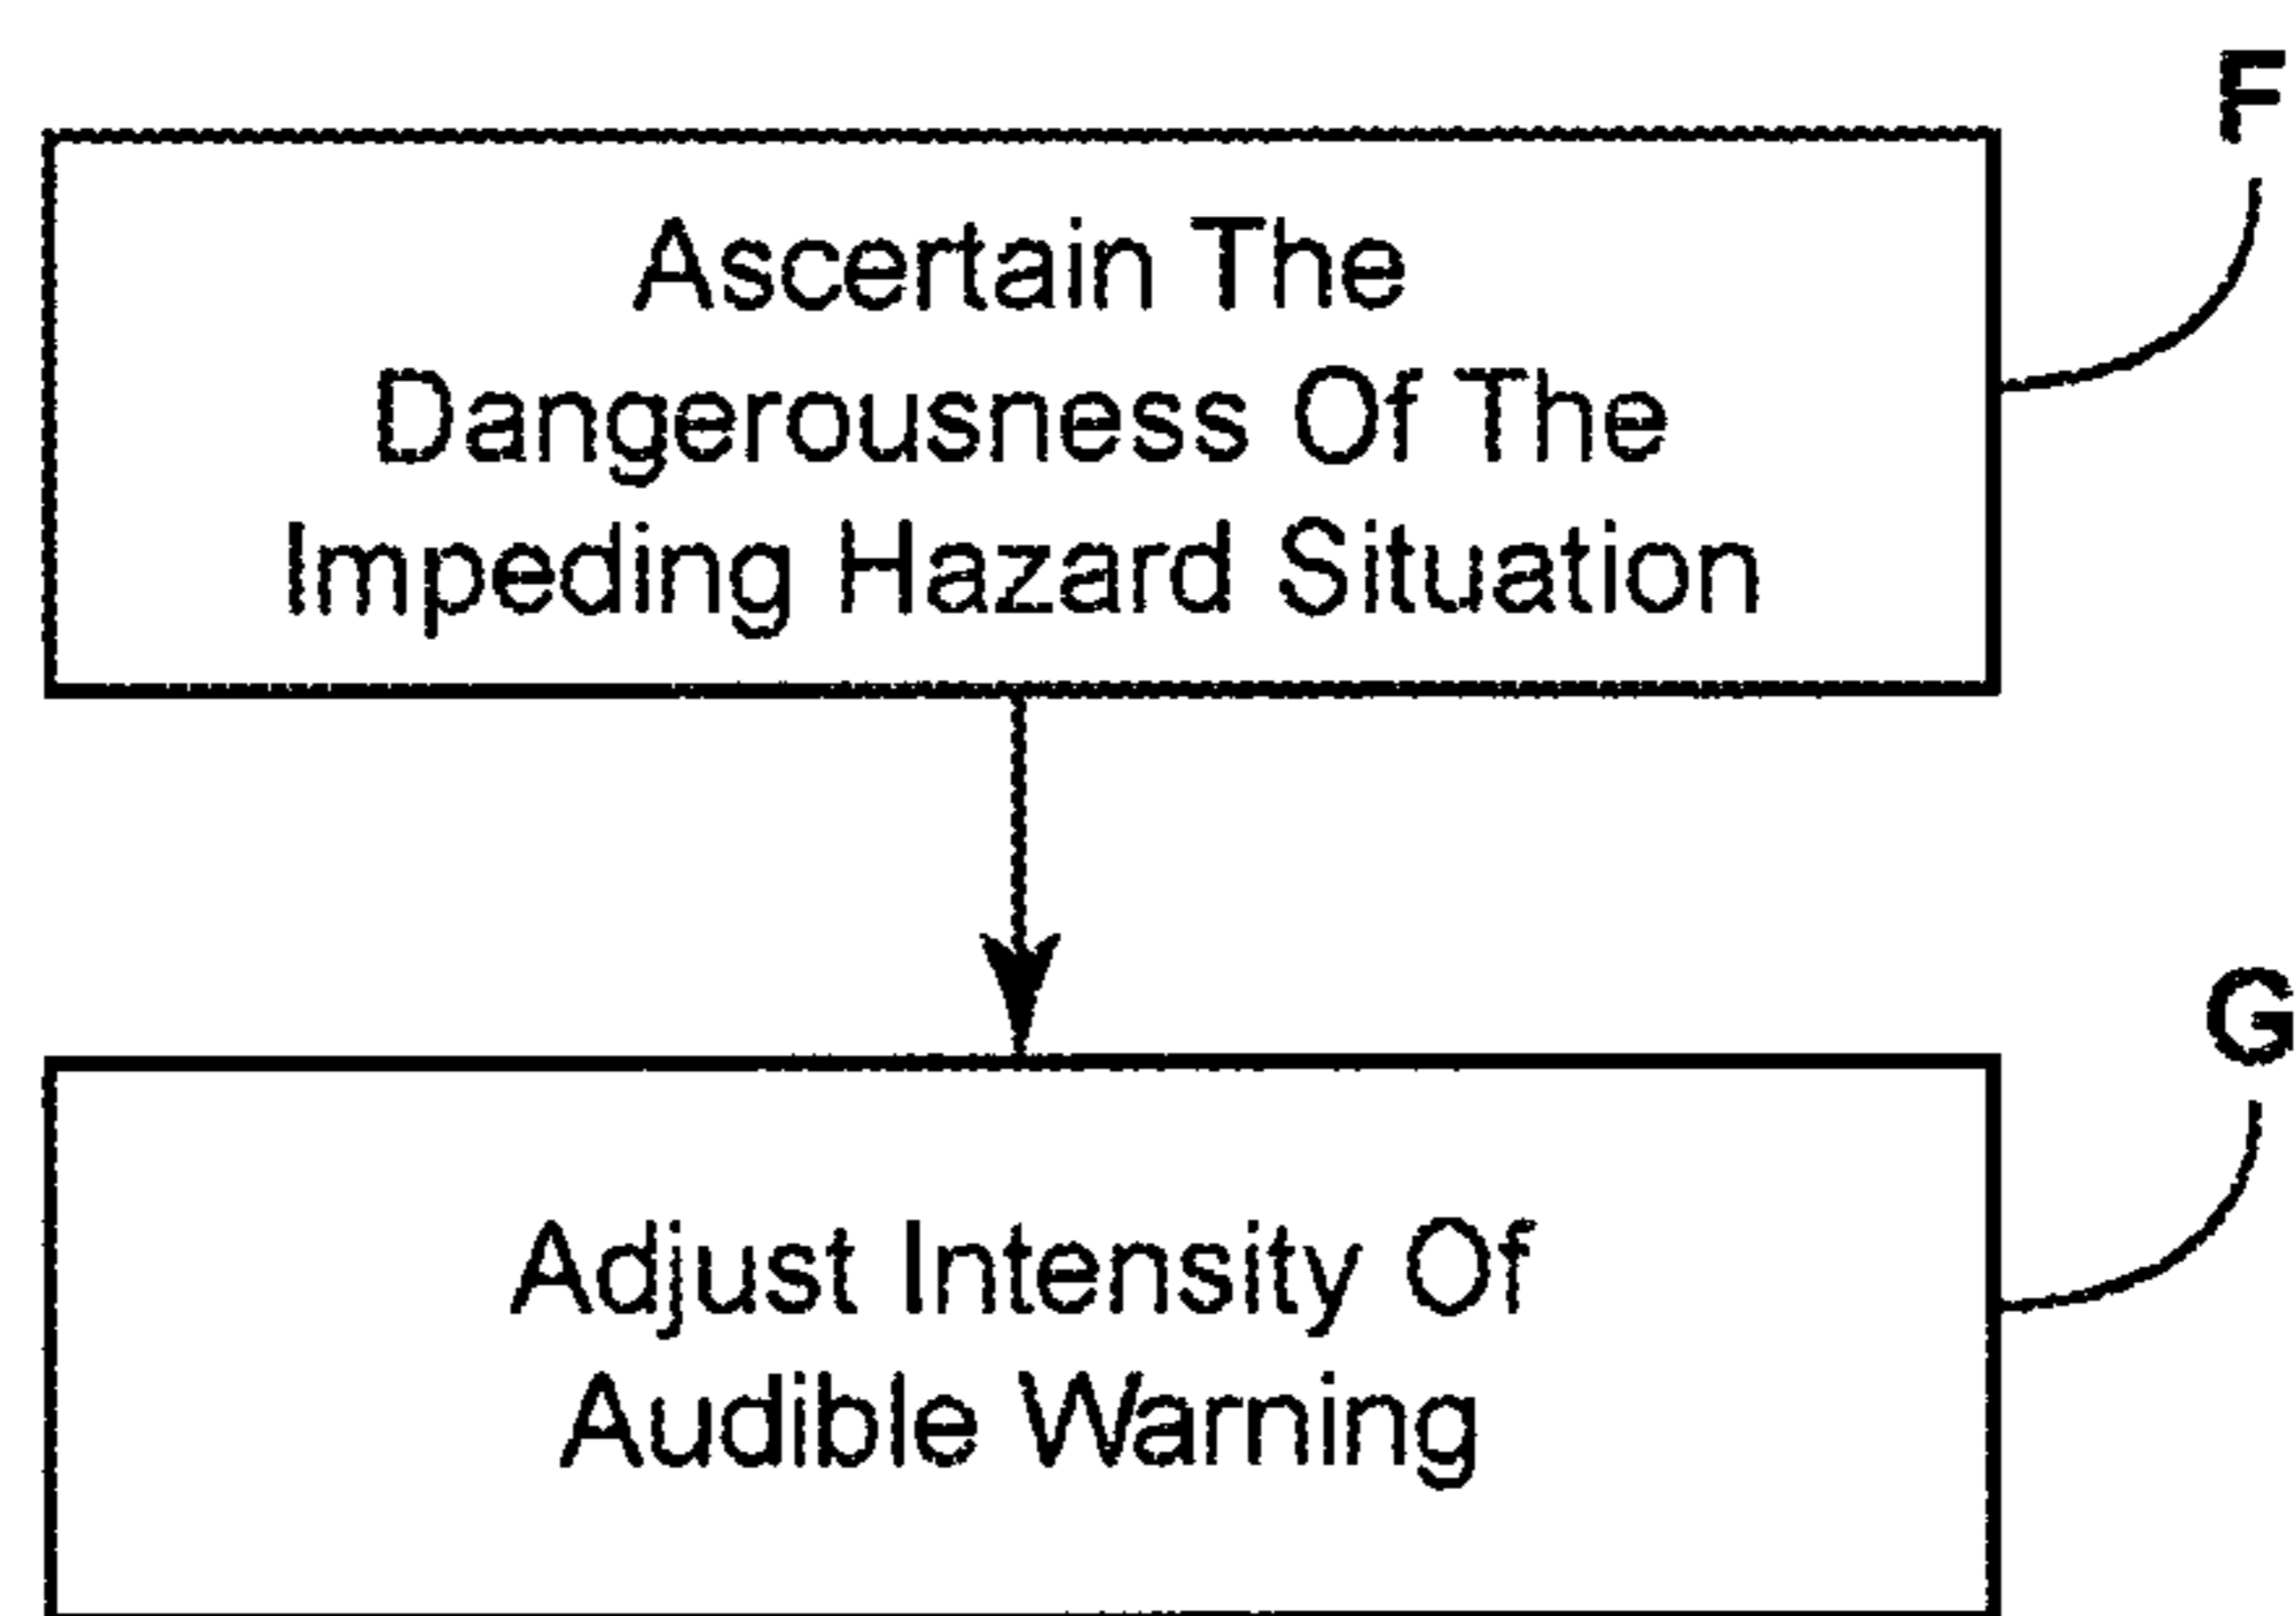 F
Ascertain The
Dangerousness Of The
Impeding Hazard Situation
G
Adjust Intensity Of
Audible Warning